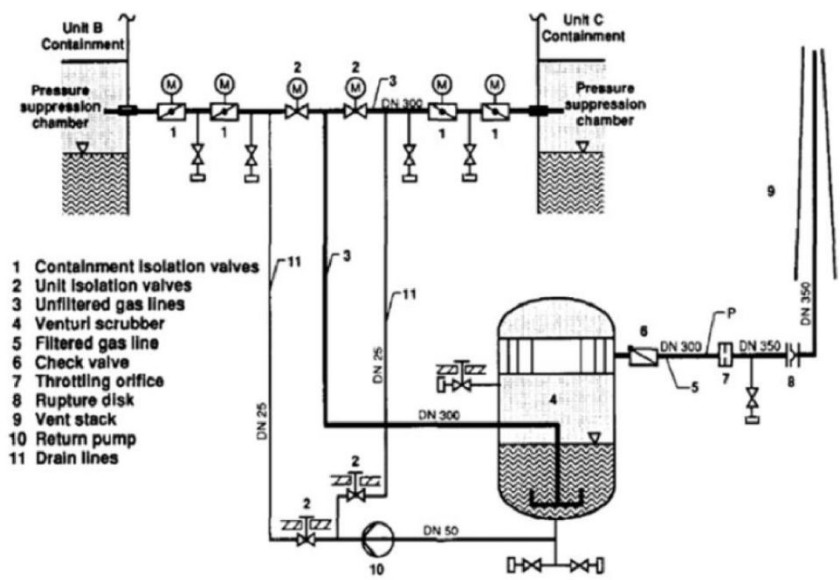 Unit B
Containment
Unit C
Containment
Pressure
suppression
chamber
Pressure
suppression
chamber
M
M
2
M
2
M
3
DN 300
M
M
1
1
1
1
9
11
3
11
1 Containment isolation valves
2 Unit isolation valves
3 Unfiltered gas lines
4 Venturi scrubber
5 Filtered gas line
6 Check valve
7 Throttling orifice
8 Rupture disk
9 Vent stack
10 Return pump
11 Drain lines
DN 25
DN 25
DN 300
4
6
DN 300
P
5
7
DN 350
8
DN 350
2
2
10
DN 50